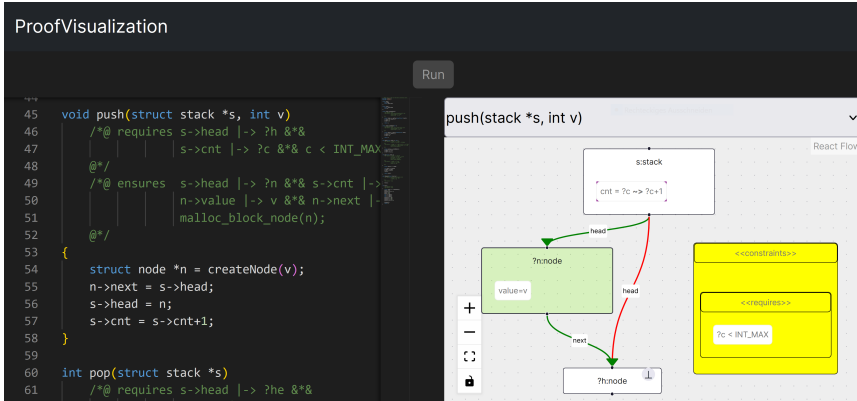 ProofVisualization
Run
44
45 void push(struct stack *s, int v)
46 /*@ requires s->head |-> ?h &*&
47 s->cnt |-> ?c &*& c < INT_MAX
48 @*/
49 /*@ ensures s->head |-> ?n &*& s->cnt |->
50 n->value |-> v &*& n->next |-
51 malloc_block_node(n);
52 @*/
53 {
54 struct node *n = createNode(v);
55 n->next = s->head;
56 s->head = n;
57 s->cnt = s->cnt+1;
58 }
59
60 int pop(struct stack *s)
61 /*@ requires s->head |-> ?he &*&
push(stack *s, int v)
React Flow
s:stack
cnt = ?c ~> ?c+1
head
?n:node
value=v
head
next
?h:node
<<constraints>>
<<requires>>
?c < INT_MAX